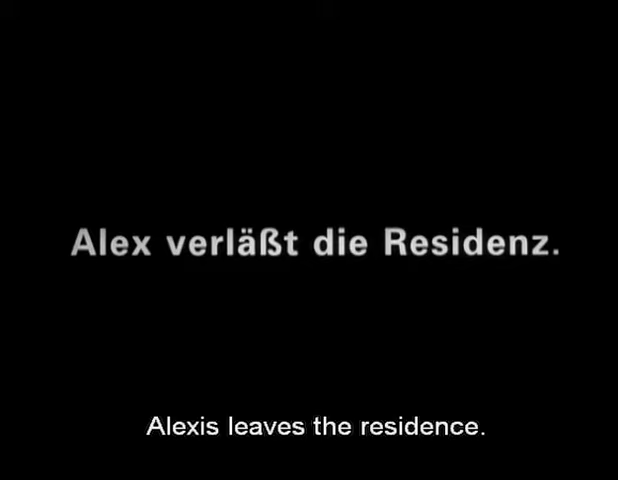 Alex verläßt die Residenz.
Alexis leaves the residence.